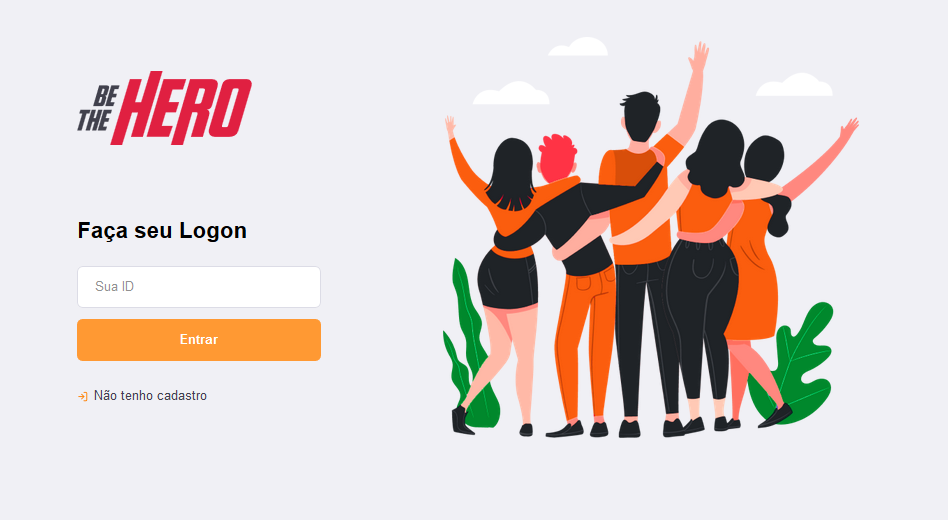 BE
THE HERO
Faça seu Logon
Sua ID
Entrar
Não tenho cadastro